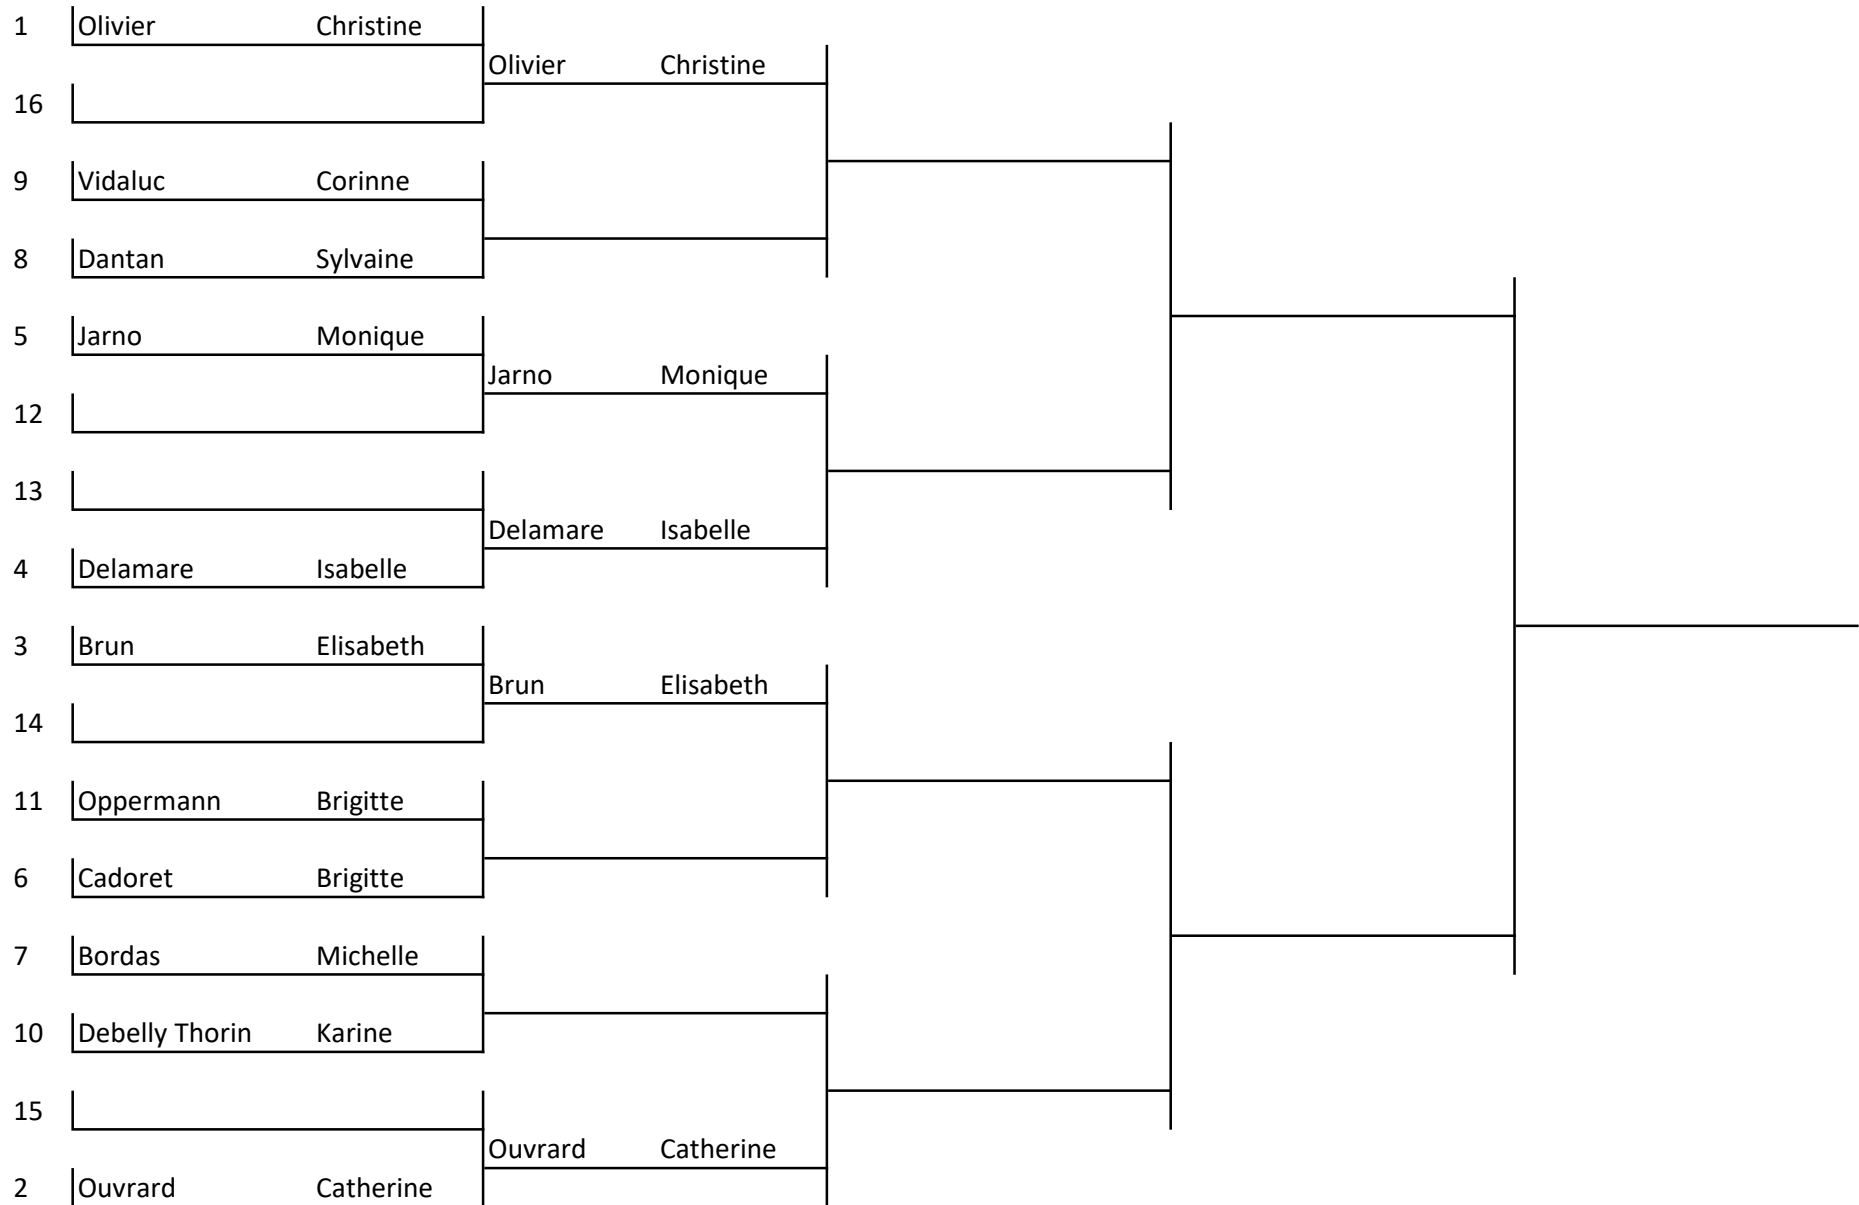 1 Olivier Christine
Olivier Christine
16
9 Vidaluc Corinne
8 Dantan Sylvaine
5 Jarno Monique
Jarno Monique
12
13
Delamare Isabelle
4 Delamare Isabelle
3 Brun Elisabeth
Brun Elisabeth
14
11 Oppermann Brigitte
6 Cadoret Brigitte
7 Bordas Michelle
10 Debelly Thorin Karine
15
Ouvrard Catherine
2 Ouvrard Catherine